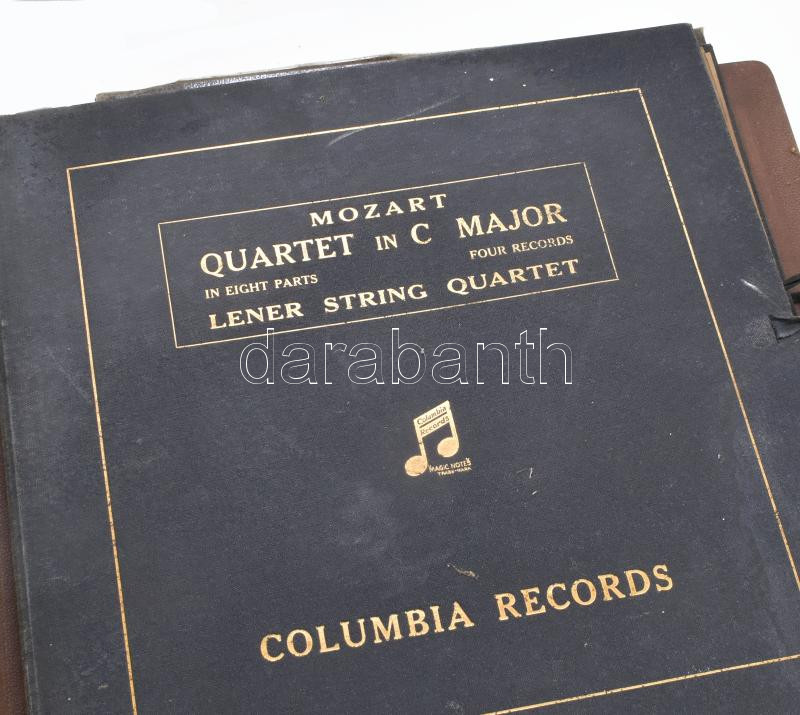 MOZART
QUARTET IN C MAJOR
IN EIGHT PARTS FOUR RECORDS
LENER STRING QUARTET
darabanth
Columbia
Records
MAGIC NOTES
TRADE-MARK
COLUMBIA RECORDS